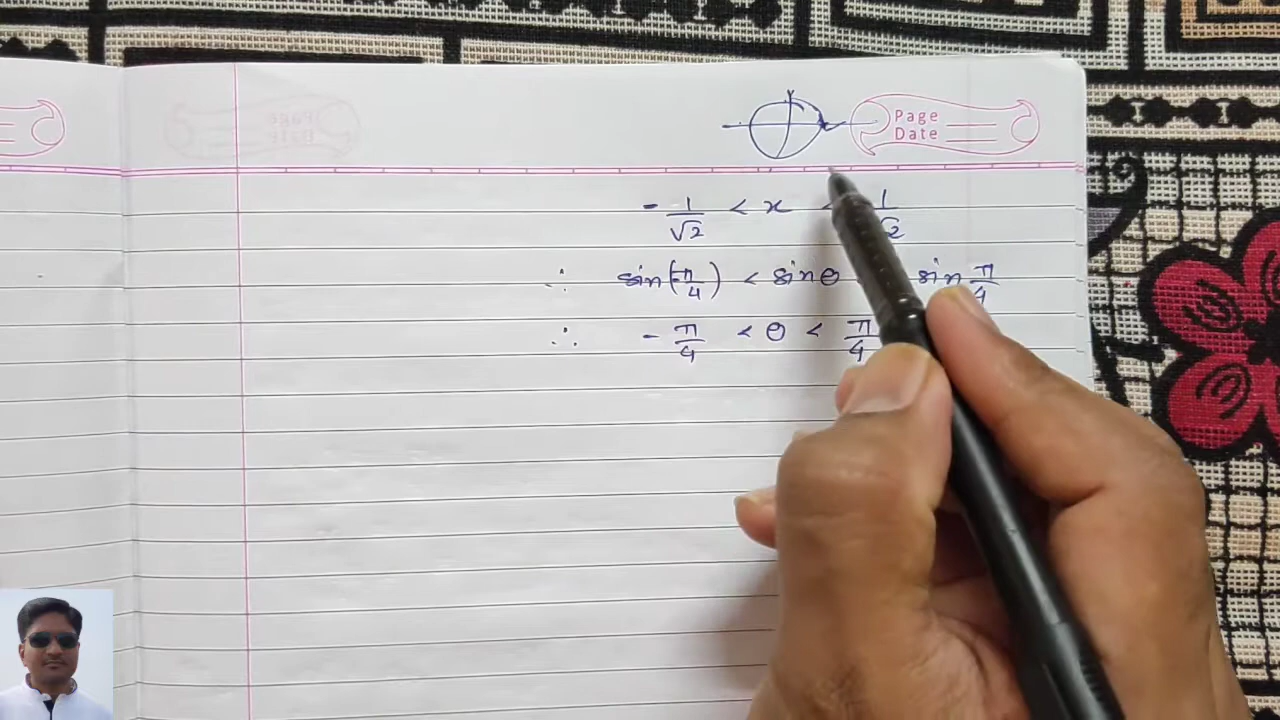 Page
Date
- 1/√2 < x < 1/√2
∴ sin(-π/4) < sinθ sin π/4
∴ - π/4 < θ < π/4